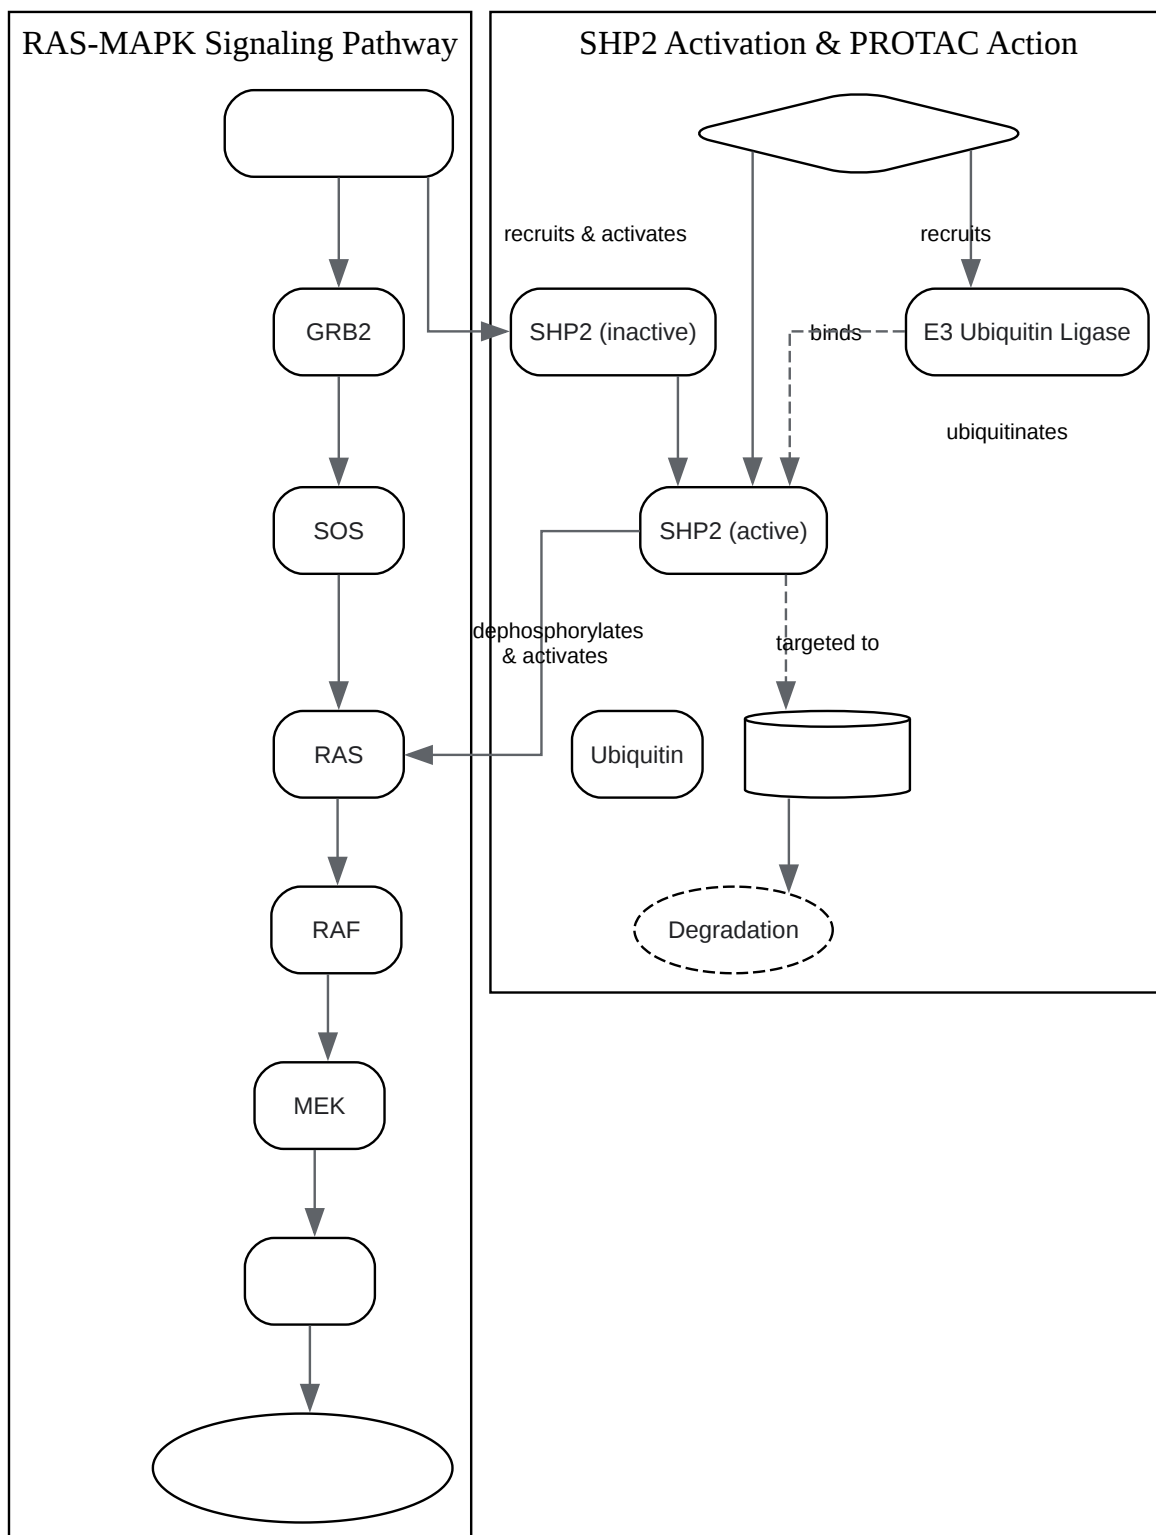 RAS-MAPK Signaling Pathway
SHP2 Activation & PROTAC Action
recruits & activates
recruits
GRB2
SHP2 (inactive)
binds
E3 Ubiquitin Ligase
ubiquitinates
SOS
SHP2 (active)
dephosphorylates
& activates
targeted to
RAS
Ubiquitin
RAF
Degradation
MEK